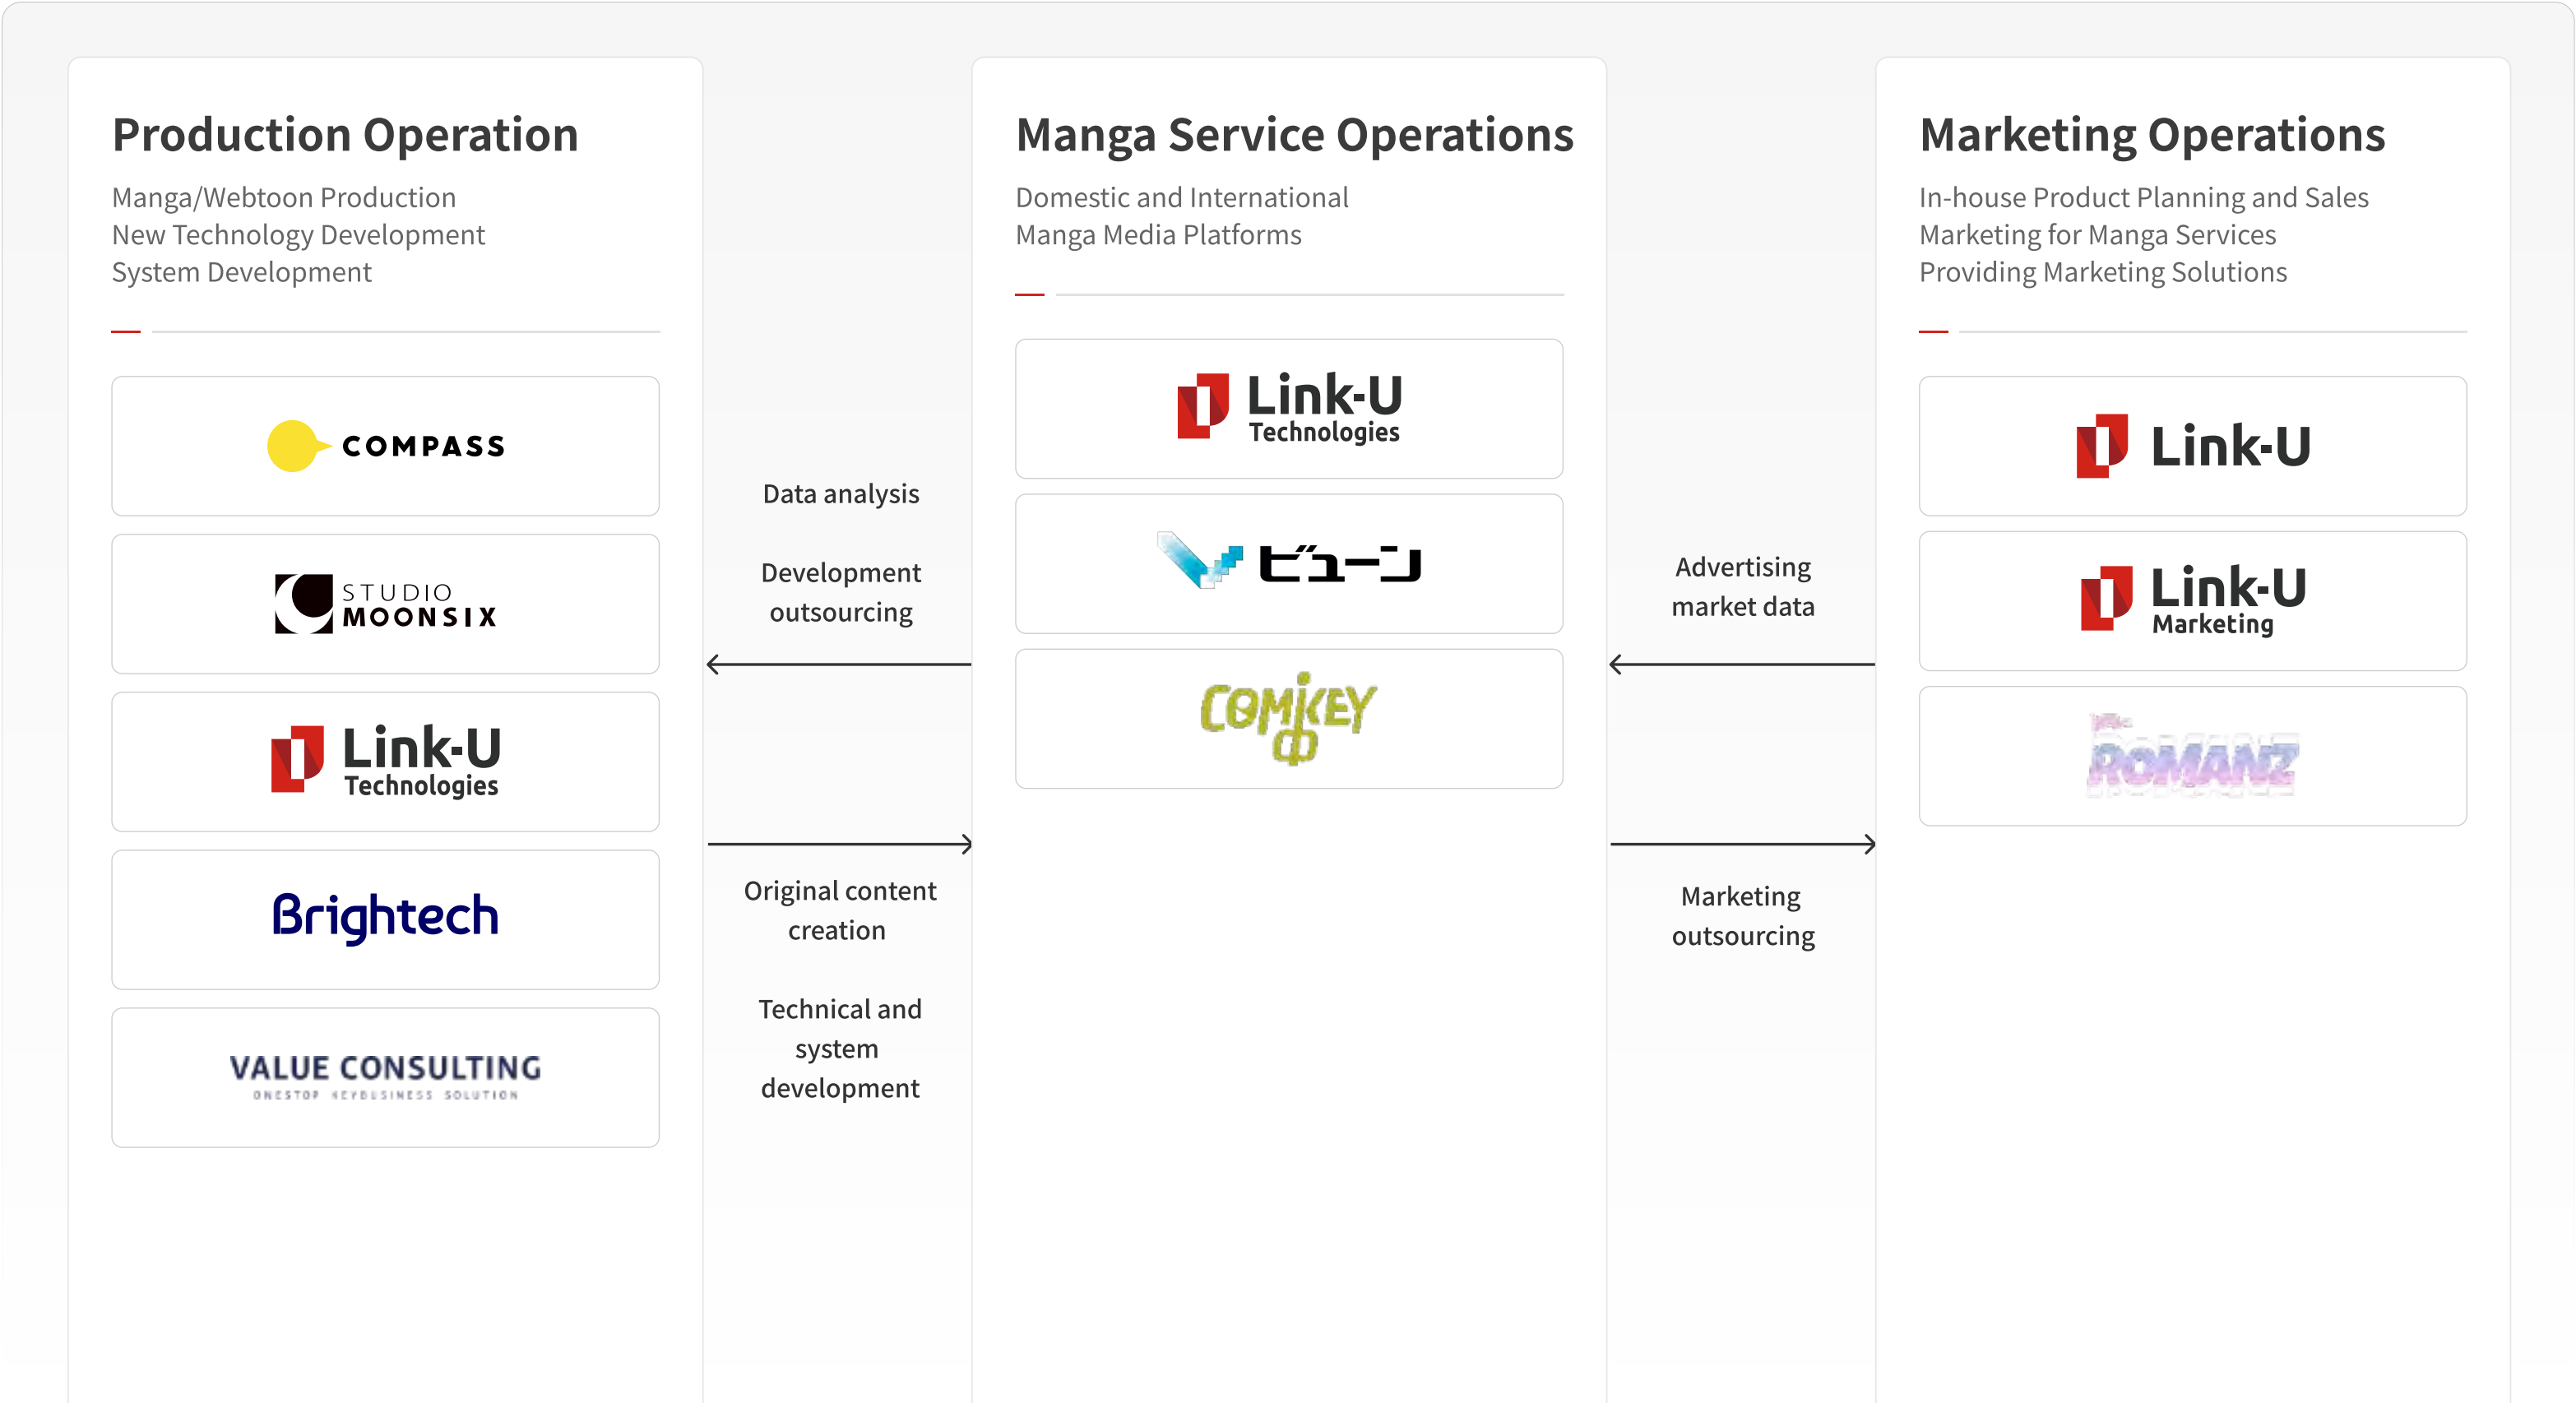 Production Operation
Manga/Webtoon Production
New Technology Development
System Development
COMPASS
STUDIO
MOONSIX
Link-U
Technologies
Brightech
VALUE CONSULTING
ONESTOP KEYBUSINESS SOLUTION
Data analysis
Development
outsourcing
Original content
creation
Technical and
system
development
Manga Service Operations
Domestic and International
Manga Media Platforms
Link-U
Technologies
ビューン
COMIKEY
Advertising
market data
Marketing
outsourcing
Marketing Operations
In-house Product Planning and Sales
Marketing for Manga Services
Providing Marketing Solutions
Link-U
Link-U
Marketing
ROMANZ